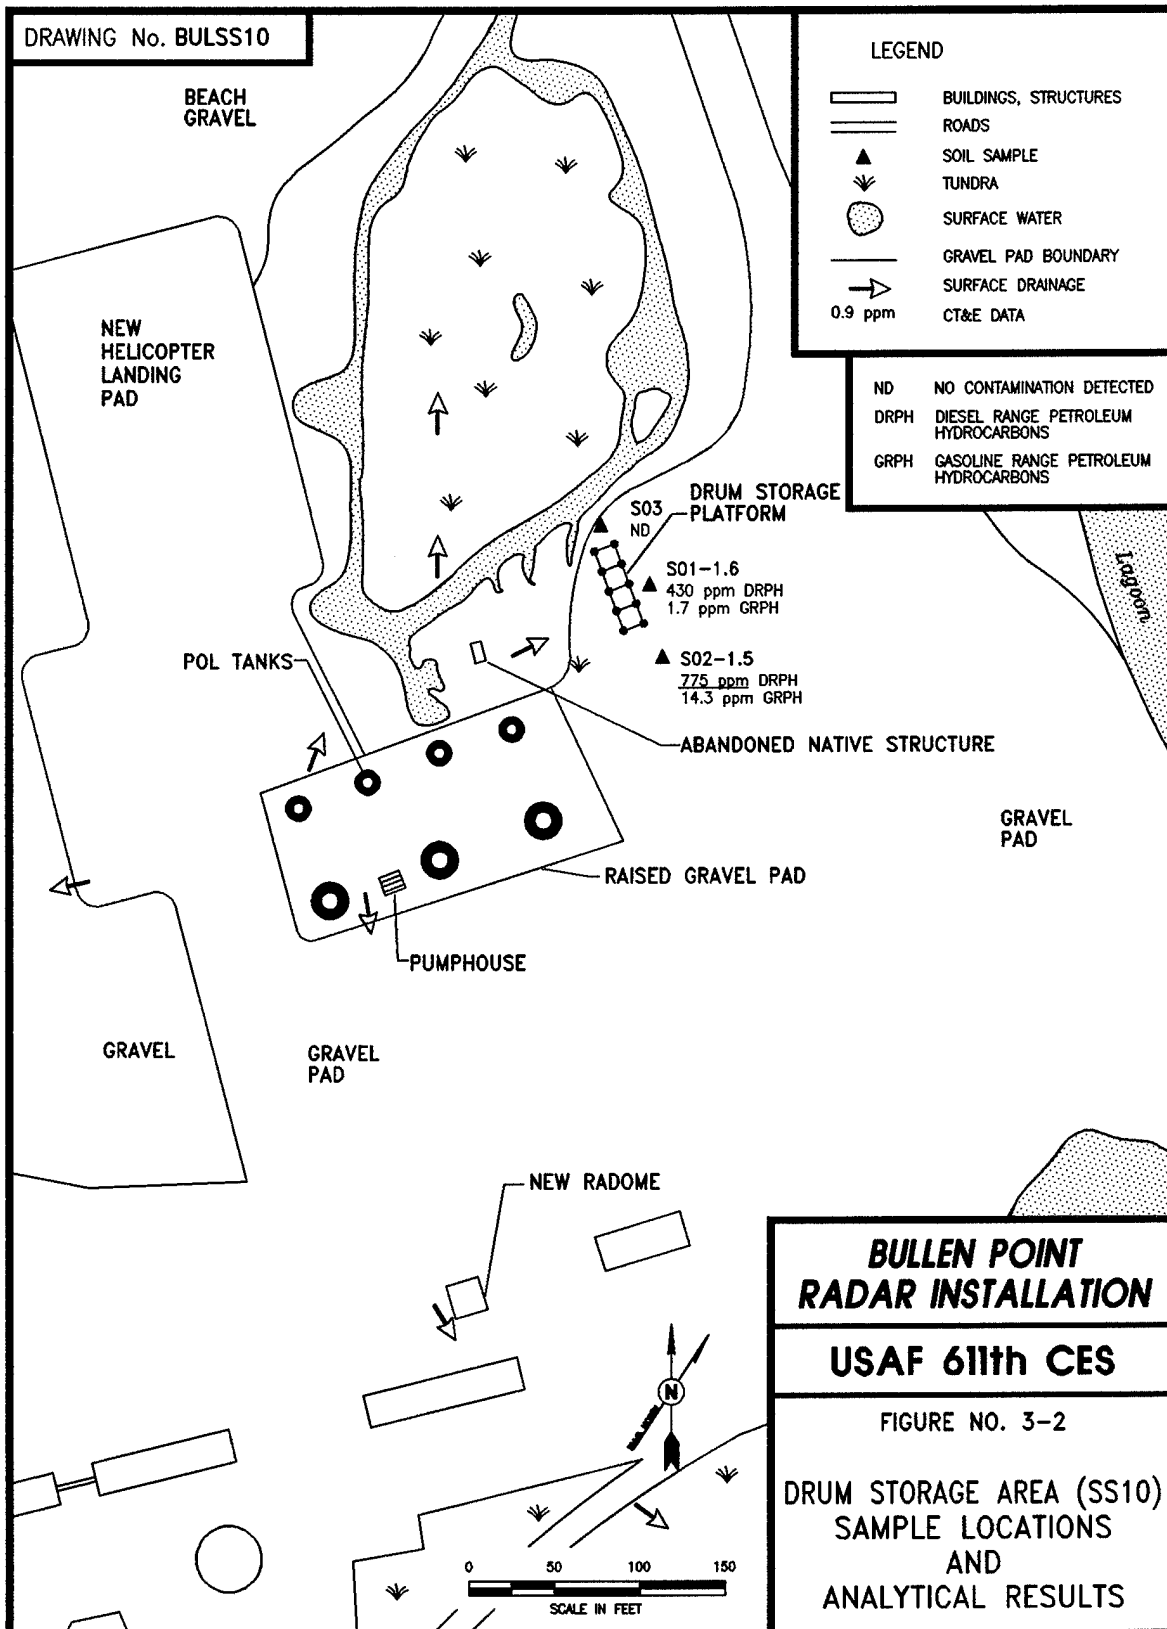 DRAWING No. BULSS10
BEACH
GRAVEL
LEGEND
BUILDINGS, STRUCTURES
ROADS
SOIL SAMPLE
TUNDRA
SURFACE WATER
GRAVEL PAD BOUNDARY
SURFACE DRAINAGE
0.9 ppm CT&E DATA
ND NO CONTAMINATION DETECTED
DRPH DIESEL RANGE PETROLEUM
HYDROCARBONS
GRPH GASOLINE RANGE PETROLEUM
HYDROCARBONS
NEW
HELICOPTER
LANDING
PAD
DRUM STORAGE
PLATFORM
S03
ND
S01-1.6
430 ppm DRPH
1.7 ppm GRPH
Lagoon
S02-1.5
775 ppm DRPH
14.3 ppm GRPH
POL TANKS
ABANDONED NATIVE STRUCTURE
GRAVEL
PAD
RAISED GRAVEL PAD
PUMPHOUSE
GRAVEL
GRAVEL
PAD
NEW RADOME
N
0 50 100 150
SCALE IN FEET
BULLEN POINT
RADAR INSTALLATION
USAF 611th CES
FIGURE NO. 3-2
DRUM STORAGE AREA (SS10)
SAMPLE LOCATIONS
AND
ANALYTICAL RESULTS